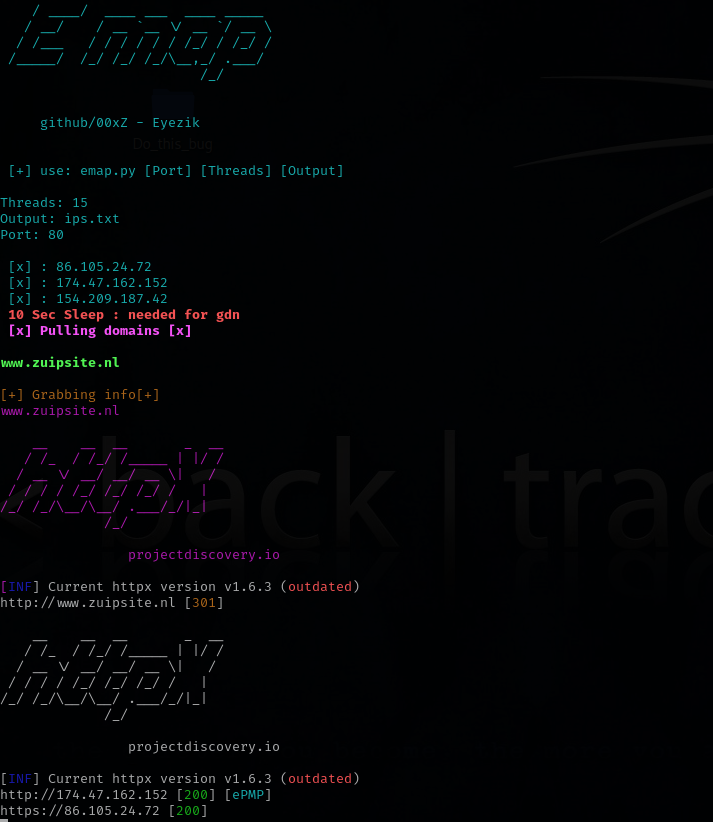 E map
github/00xZ - Eyezik
Do_this_bug
[+] use: emap.py [Port] [Threads] [Output]
Threads: 15
Output: ips.txt
Port: 80
[x] : 86.105.24.72
[x] : 174.47.162.152
[x] : 154.209.187.42
10 Sec Sleep : needed for gdn
[x] Pulling domains [x]
www.zuipsite.nl
[+] Grabbing info[+]
www.zuipsite.nl
httpx
back | trac
projectdiscovery.io
[INF] Current httpx version v1.6.3 (outdated)
http://www.zuipsite.nl [301]
httpx
projectdiscovery.io
[INF] Current httpx version v1.6.3 (outdated)
http://174.47.162.152 [200] [ePMP]
https://86.105.24.72 [200]